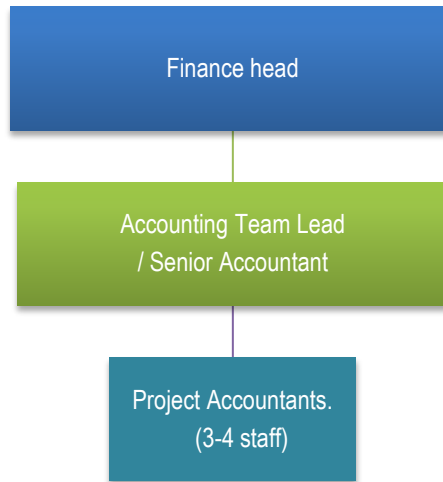 Finance head
Accounting Team Lead
/ Senior Accountant
Project Accountants.
(3-4 staff)